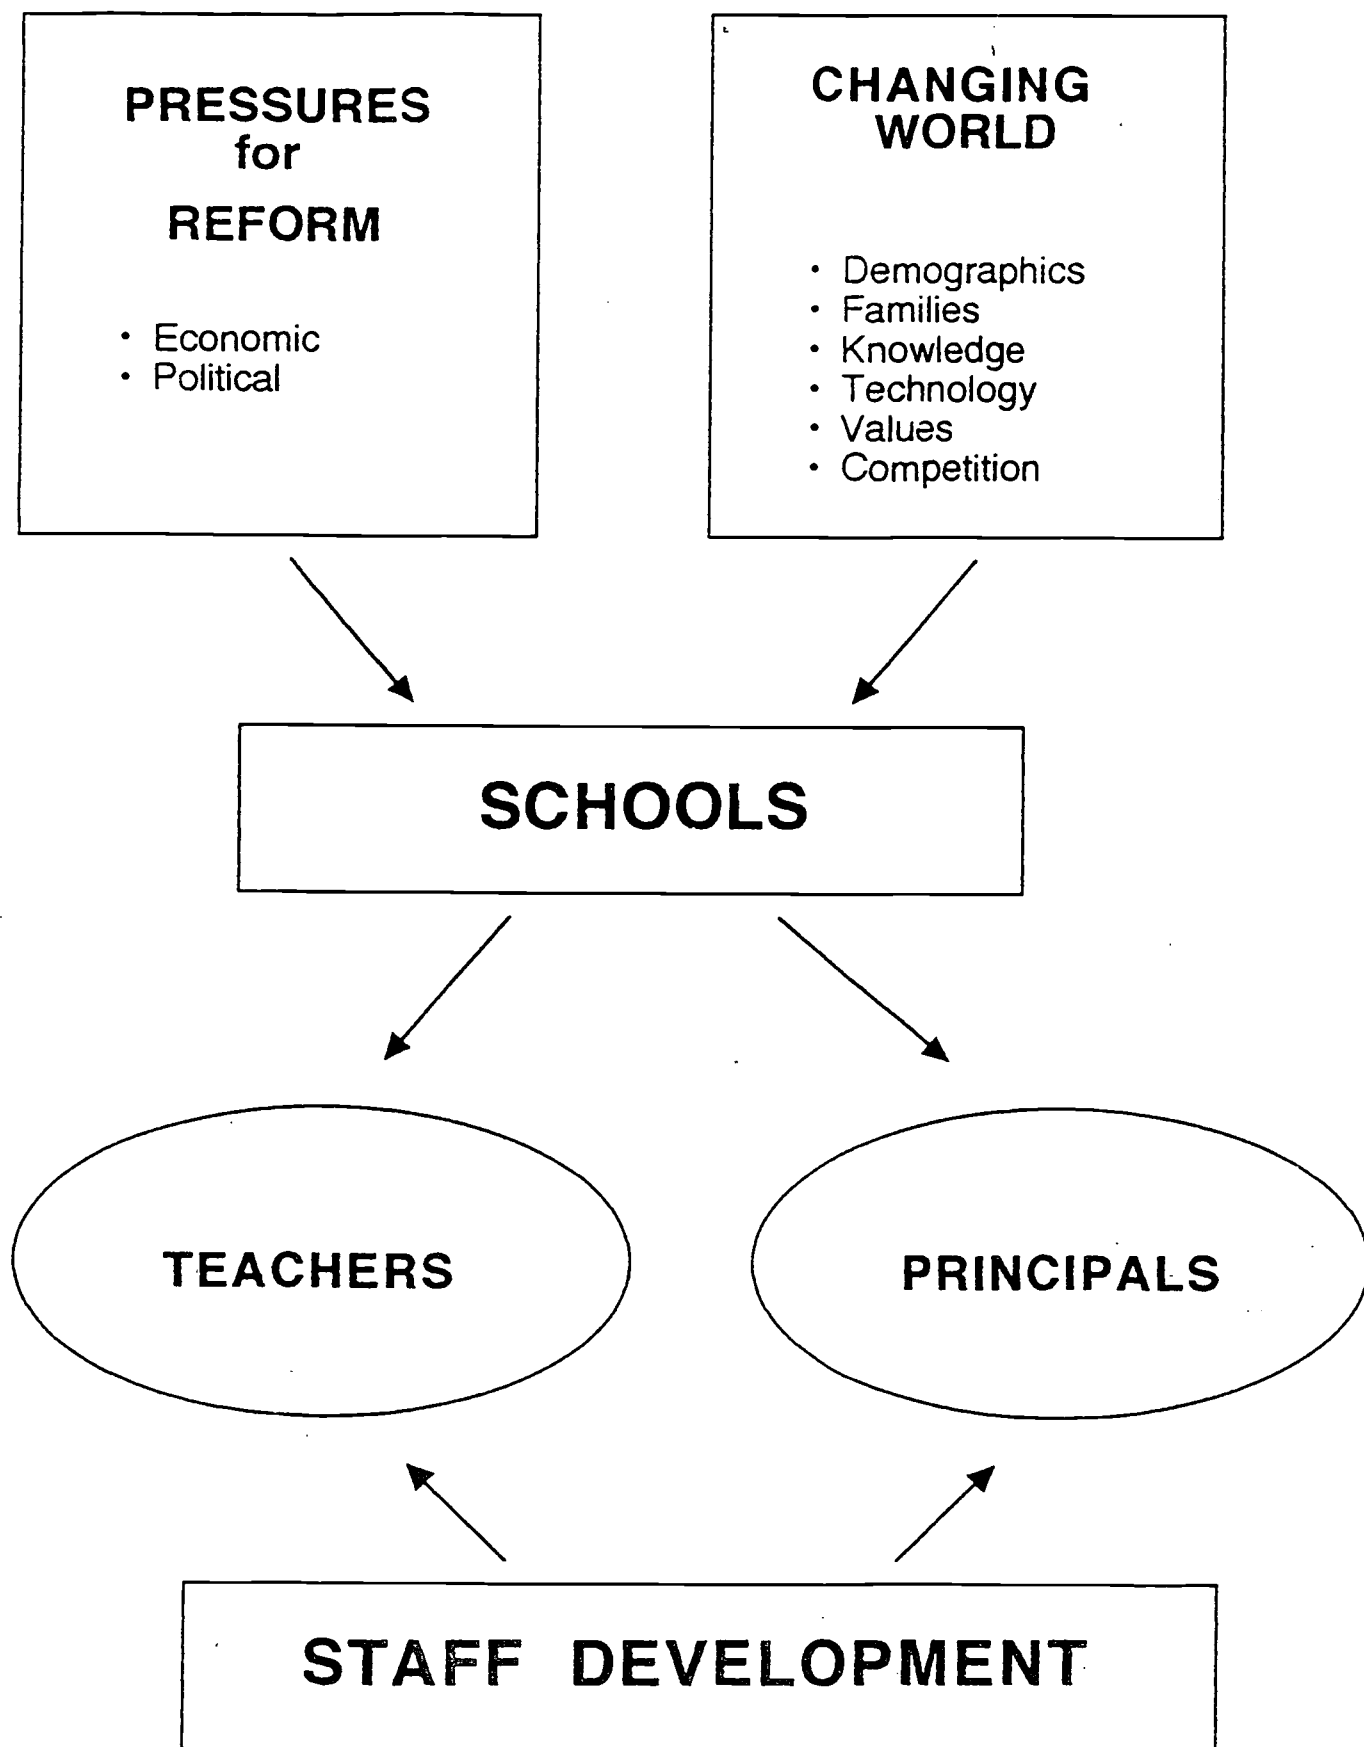 PRESSURES
for
REFORM
• Economic
• Political
CHANGING
WORLD
• Demographics
• Families
• Knowledge
• Technology
• Values
• Competition
SCHOOLS
TEACHERS
PRINCIPALS
STAFF DEVELOPMENT